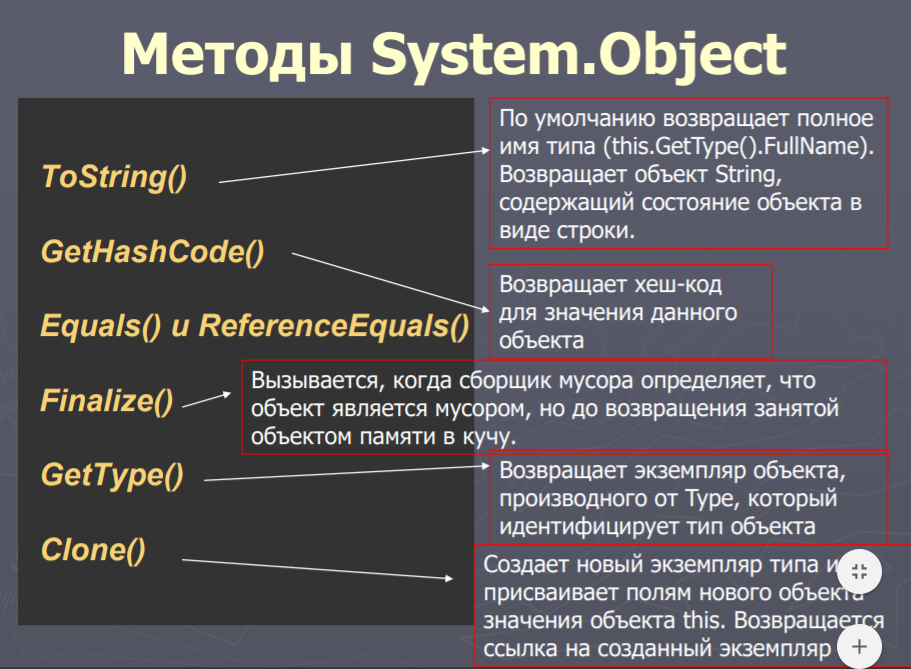 Методы System.Object
ToString()
По умолчанию возвращает полное
имя типа (this.GetType().FullName).
Возвращает объект String,
содержащий состояние объекта в
виде строки.
GetHashCode()
Возвращает хеш-код
для значения данного
объекта
Equals() и ReferenceEquals()
Finalize()
Вызывается, когда сборщик мусора определяет, что
объект является мусором, но до возвращения занятой
объектом памяти в кучу.
GetType()
Возвращает экземпляр объекта,
производного от Type, который
идентифицирует тип объекта
Clone()
Создает новый экземпляр типа и
присваивает полям нового объекта
значения объекта this. Возвращается
ссылка на созданный экземпляр